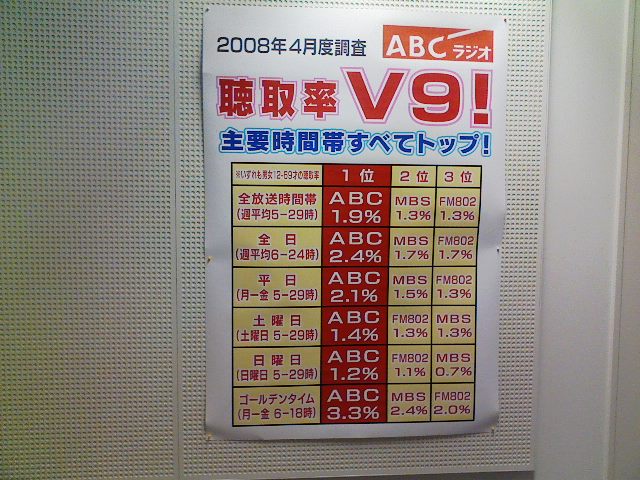 2008年4月度調査
ABCラジオ
聴取率V9!
主要時間帯すべてトップ!
※いずれも男女12-69才の聴取率 1位 2位 3位
全放送時間帯 ABC MBS FM802
(週平均5-29時) 1.9% 1.3% 1.3%
全日 ABC MBS FM802
(週平均6-24時) 2.4% 1.7% 1.7%
平日 ABC MBS FM802
(月-金 5-29時) 2.1% 1.5% 1.3%
土曜日 ABC FM802 MBS
(土曜日 5-29時) 1.4% 1.3% 1.3%
日曜日 ABC FM802 MBS
(日曜日 5-29時) 1.2% 1.1% 0.7%
ゴールデンタイム ABC MBS FM802
(月-金 6-18時) 3.3% 2.4% 2.0%